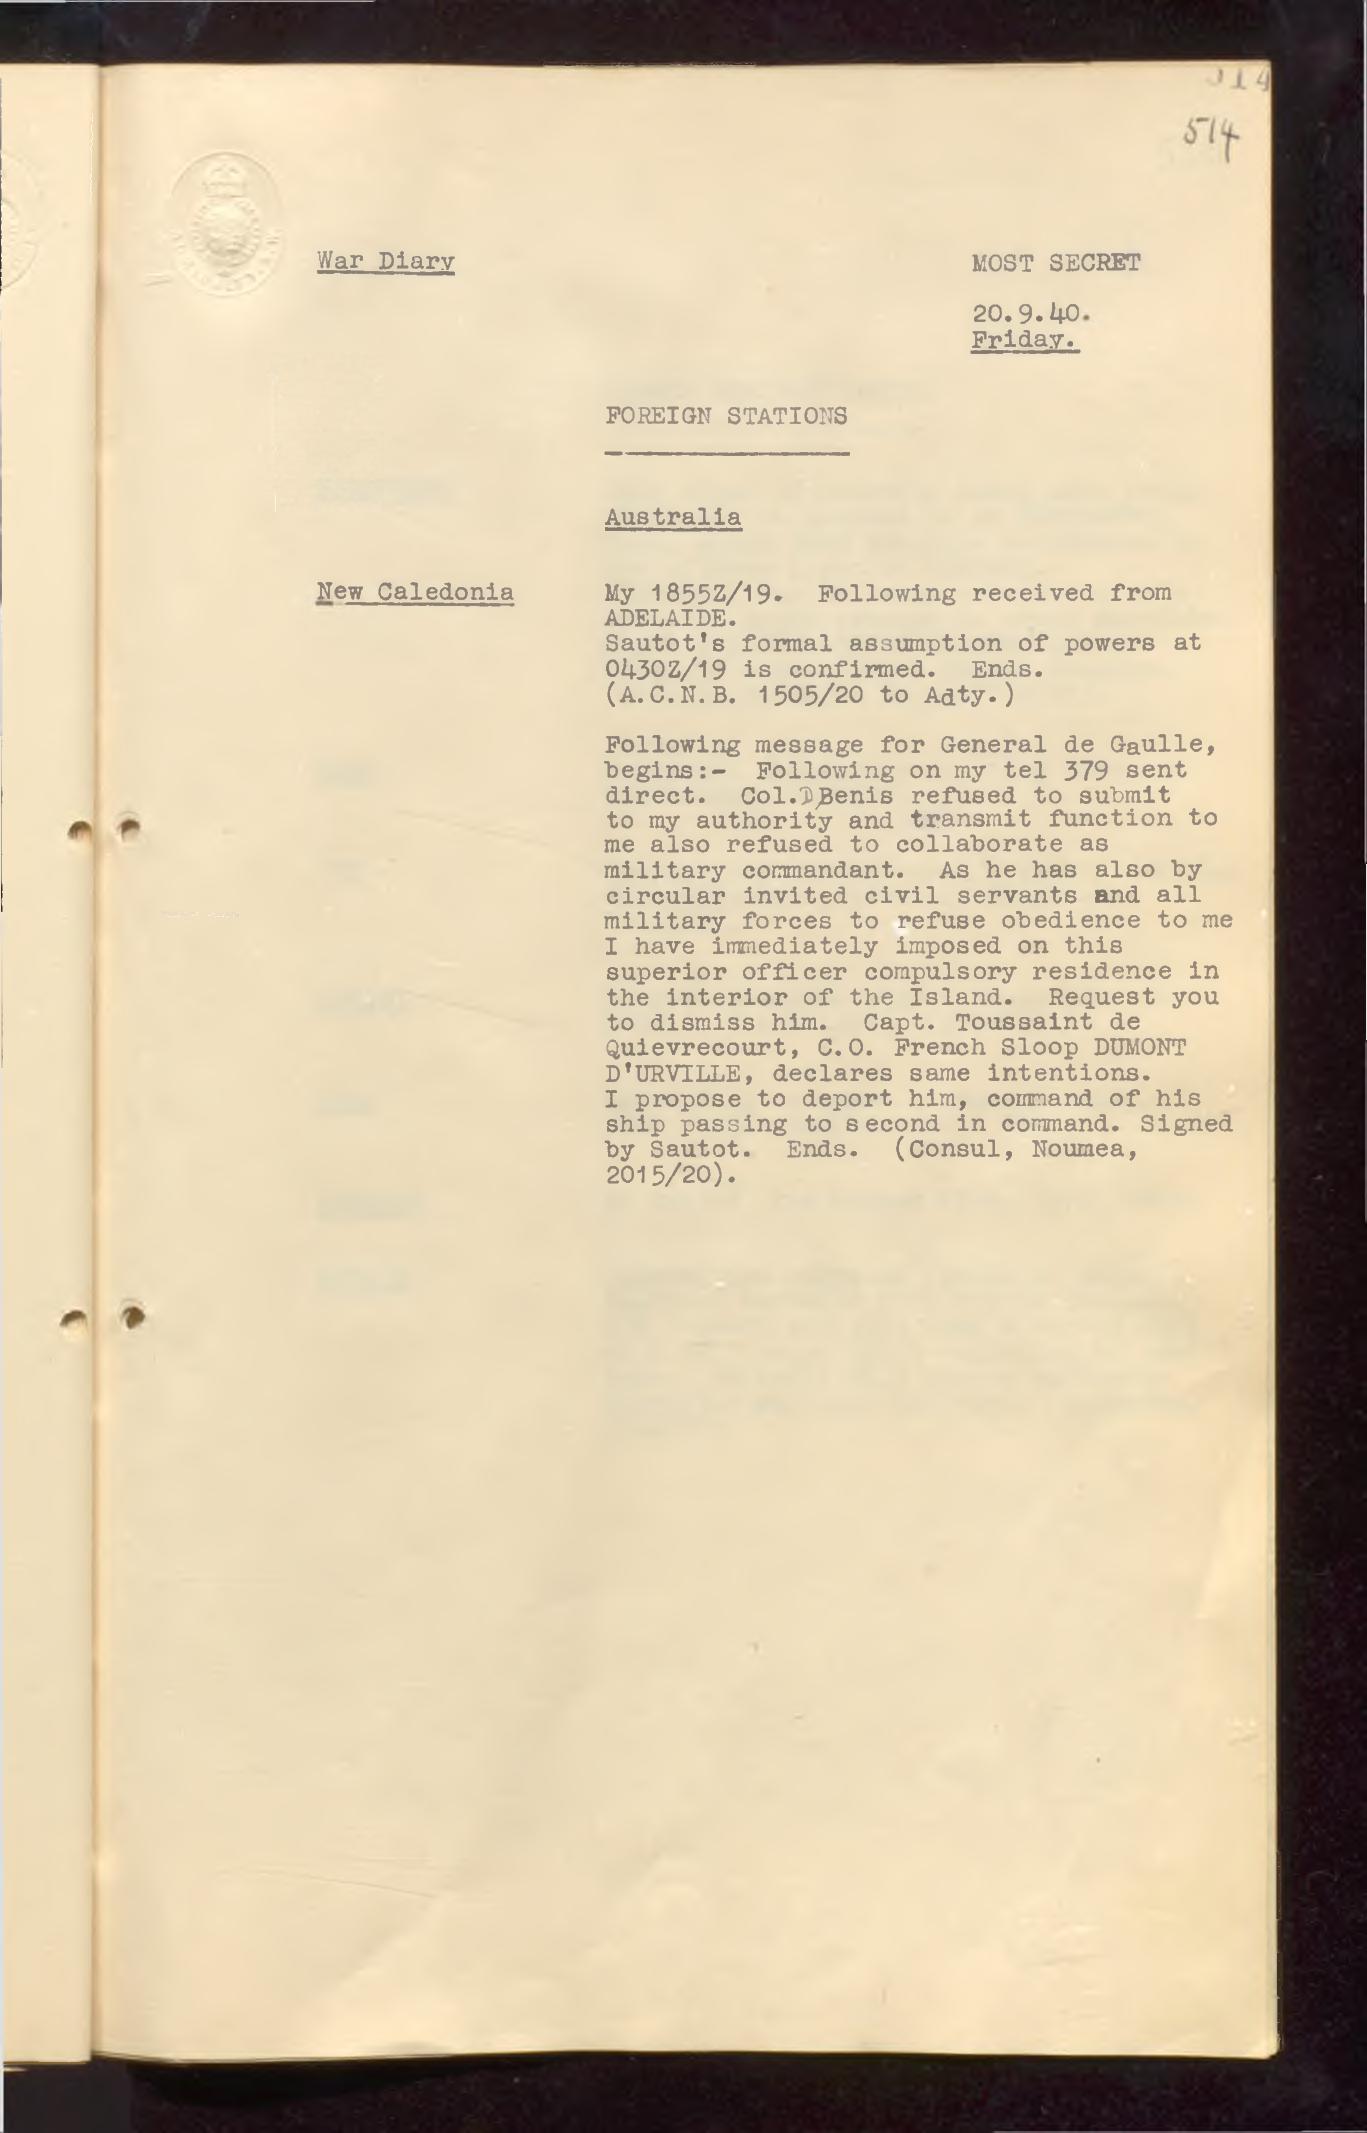 514
514
War Diary
MOST SECRET
20.9.40.
Friday.
FOREIGN STATIONS
Australia
New Caledonia
My 1855Z/19. Following received from
ADELAIDE.
Sautot's formal assumption of powers at
0430Z/19 is confirmed. Ends.
(A.C.N.B. 1505/20 to Adty.)
Following message for General de Gaulle,
begins:- Following on my tel 379 sent
direct. Col. Denis refused to submit
to my authority and transmit function to
me also refused to collaborate as
military commandant. As he has also by
circular invited civil servants and all
military forces to refuse obedience to me
I have immediately imposed on this
superior officer compulsory residence in
the interior of the Island. Request you
to dismiss him. Capt. Toussaint de
Quievrecourt, C.O. French Sloop DUMONT
D'URVILLE, declares same intentions.
I propose to deport him, command of his
ship passing to second in command. Signed
by Sautot. Ends. (Consul, Noumea,
2015/20).